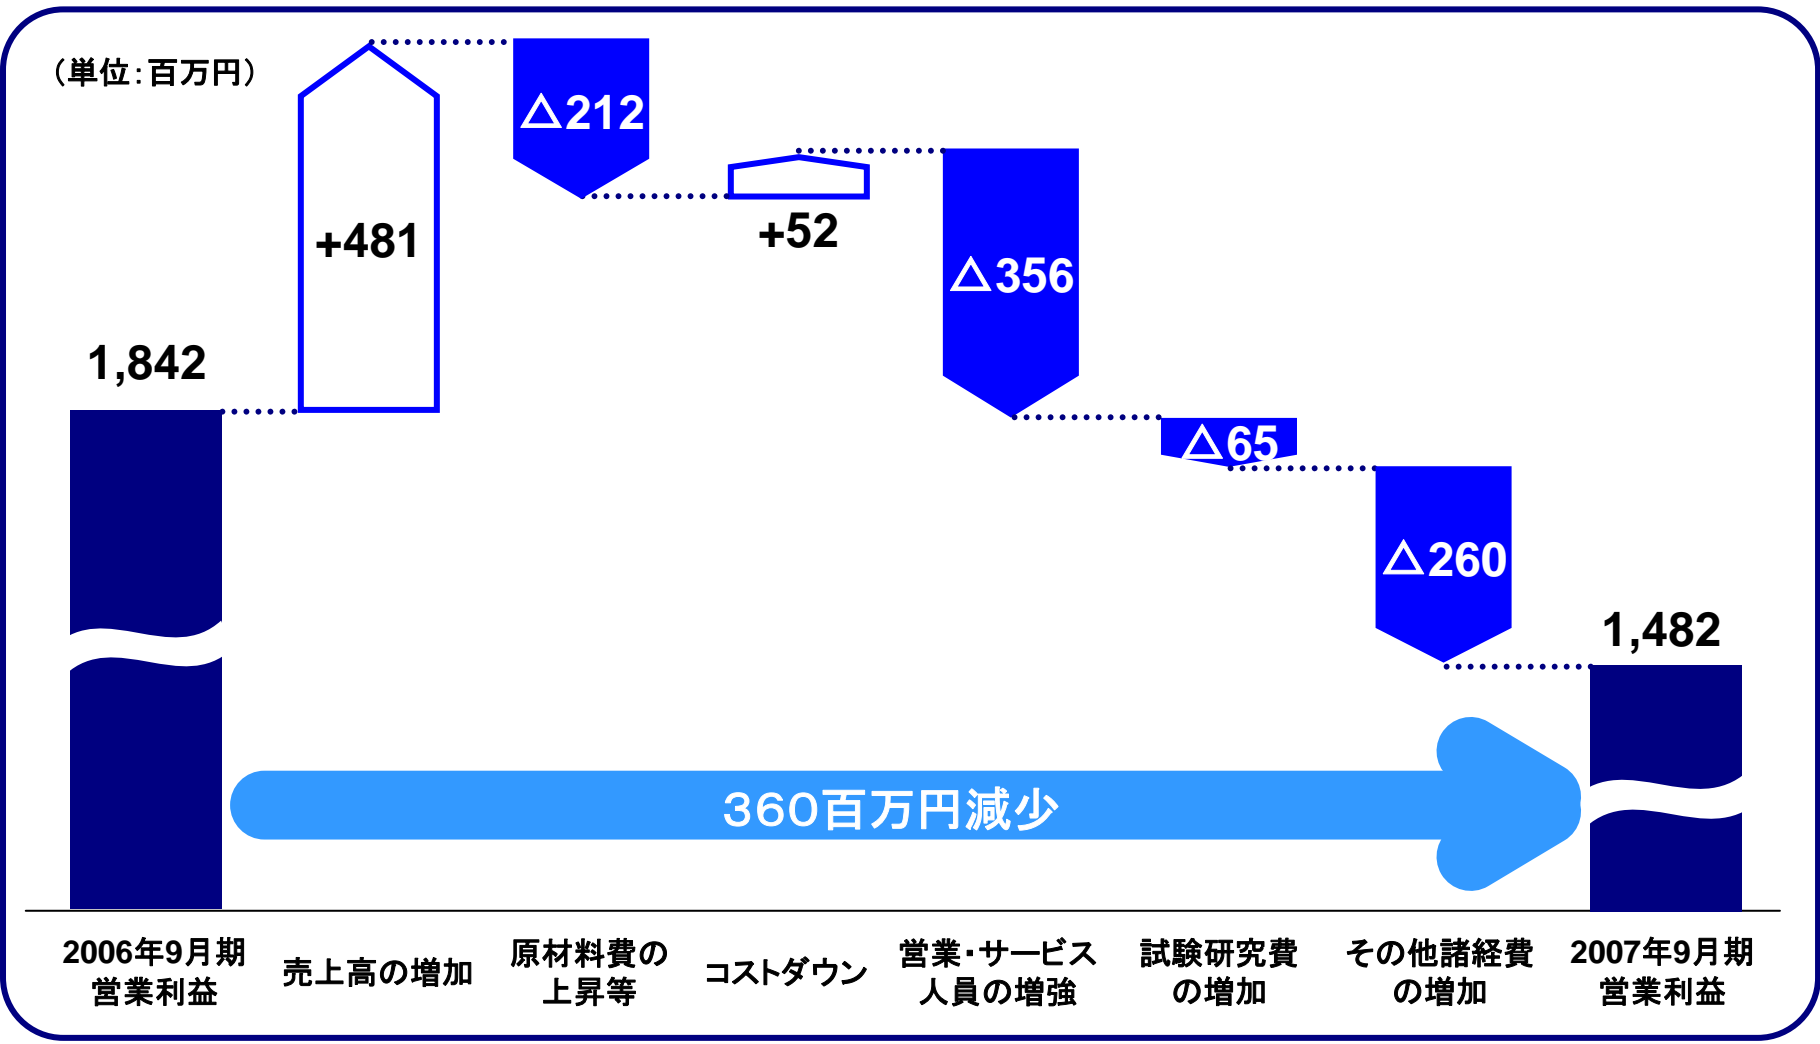 （単位：百万円）
+481
△212
+52
△356
△65
△260
1,842
1,482
３６０百万円減少
2006年9月期
営業利益
売上高の増加
原材料費の
上昇等
コストダウン
営業・サービス
人員の増強
試験研究費
の増加
その他諸経費
の増加
2007年9月期
営業利益